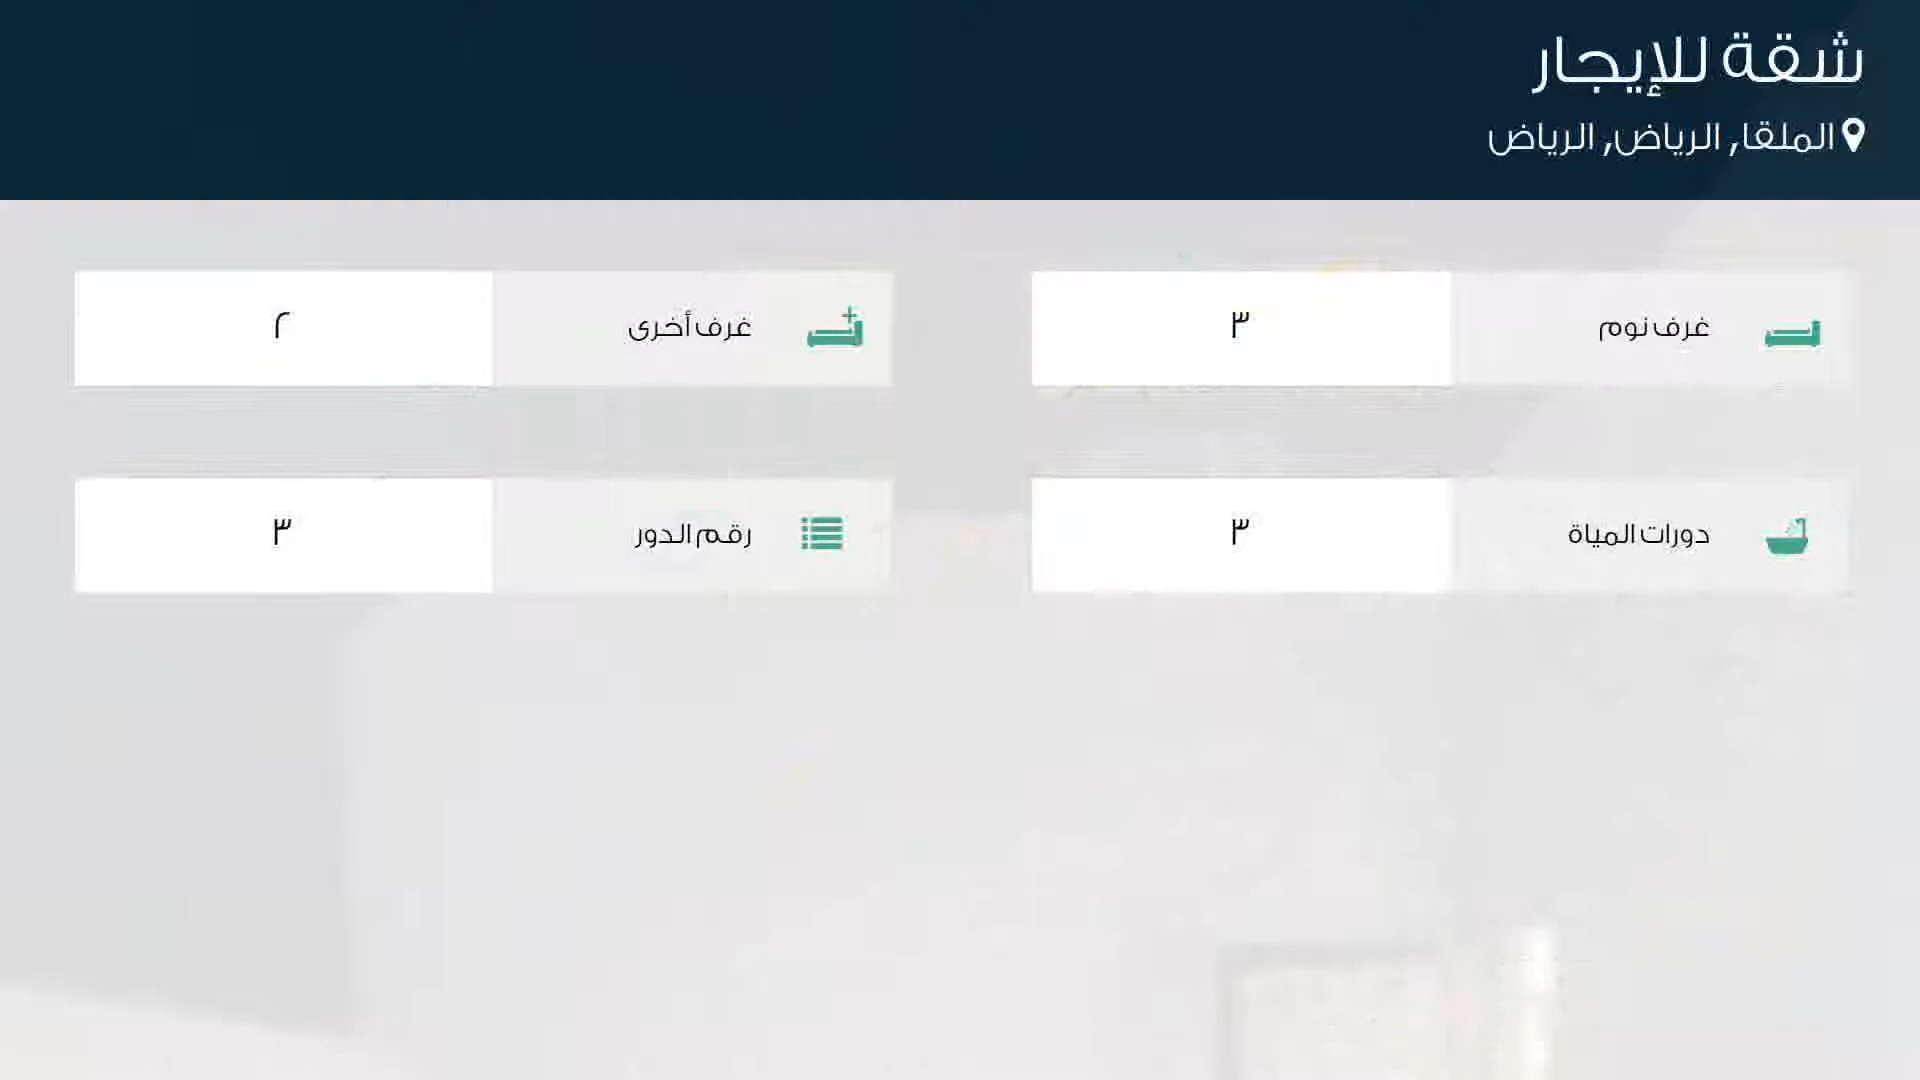 شقة للإيجار
الملقا, الرياض, الرياض
غرف نوم ٣
غرف أخرى ٢
دورات المياة ٣
رقم الدور ٣